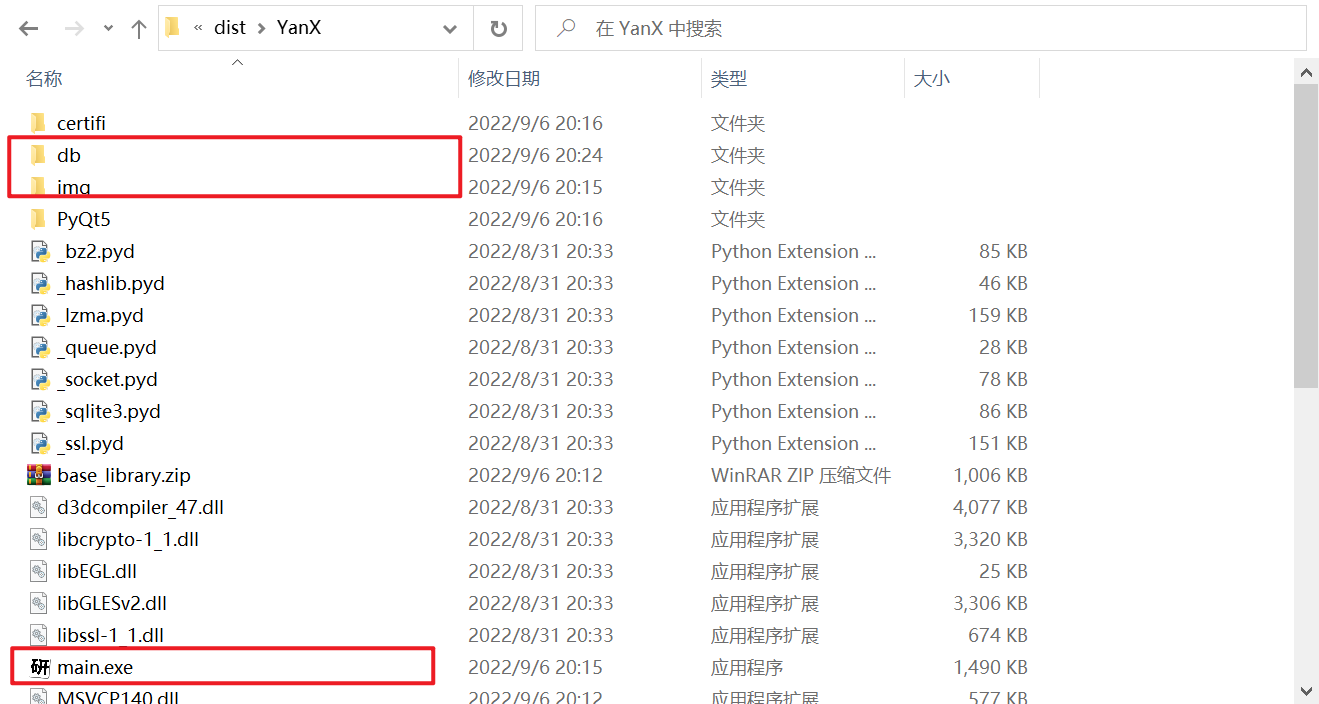 « dist > YanX 在 YanX 中搜索
名称 修改日期 类型 大小
certifi 2022/9/6 20:16 文件夹
db 2022/9/6 20:24 文件夹
img 2022/9/6 20:15 文件夹
PyQt5 2022/9/6 20:16 文件夹
_bz2.pyd 2022/8/31 20:33 Python Extension ... 85 KB
_hashlib.pyd 2022/8/31 20:33 Python Extension ... 46 KB
_lzma.pyd 2022/8/31 20:33 Python Extension ... 159 KB
_queue.pyd 2022/8/31 20:33 Python Extension ... 28 KB
_socket.pyd 2022/8/31 20:33 Python Extension ... 78 KB
_sqlite3.pyd 2022/8/31 20:33 Python Extension ... 86 KB
_ssl.pyd 2022/8/31 20:33 Python Extension ... 151 KB
base_library.zip 2022/9/6 20:12 WinRAR ZIP 压缩文件 1,006 KB
d3dcompiler_47.dll 2022/8/31 20:33 应用程序扩展 4,077 KB
libcrypto-1_1.dll 2022/8/31 20:33 应用程序扩展 3,320 KB
libEGL.dll 2022/8/31 20:33 应用程序扩展 25 KB
libGLESv2.dll 2022/8/31 20:33 应用程序扩展 3,306 KB
libssl-1_1.dll 2022/8/31 20:33 应用程序扩展 674 KB
研 main.exe 2022/9/6 20:15 应用程序 1,490 KB
MSVCP140.dll 2022/9/6 20:12 应用程序扩展 577 KB